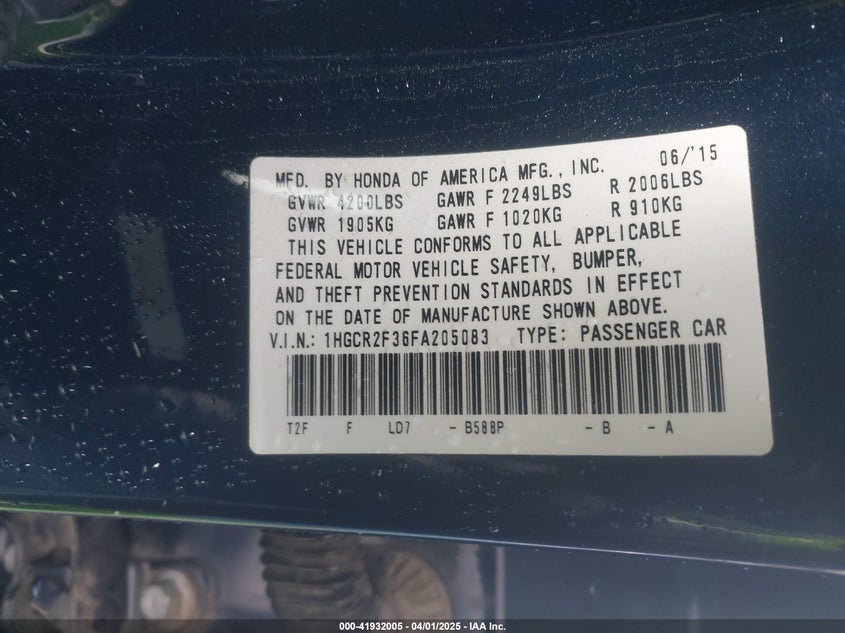 MFD. BY HONDA OF AMERICA MFG., INC. 06/'15
GVWR 4200LBS GAWR F 2249LBS R 2006LBS
GVWR 1905KG GAWR F 1020KG R 910KG
THIS VEHICLE CONFORMS TO ALL APPLICABLE
FEDERAL MOTOR VEHICLE SAFETY, BUMPER,
AND THEFT PREVENTION STANDARDS IN EFFECT
ON THE DATE OF MANUFACTURE SHOWN ABOVE.
V.I.N.: 1HGCR2F36FA205083 TYPE: PASSENGER CAR
T2F F LD7 - B588P - B - A
000-41932005 - 04/01/2025 - IAA Inc.